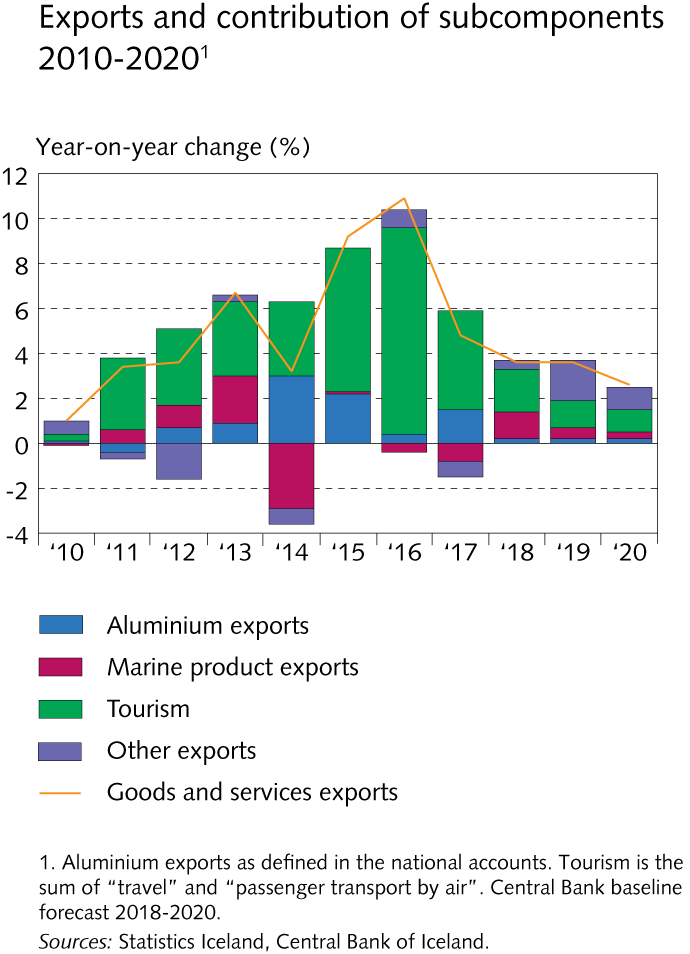 Exports and contribution of subcomponents
2010-2020¹
Year-on-year change (%)
12
10
8
6
4
2
0
-2
-4
‘10 ‘11 ‘12 ‘13 ‘14 ‘15 ‘16 ‘17 ‘18 ‘19 ‘20
Aluminium exports
Marine product exports
Tourism
Other exports
Goods and services exports
1. Aluminium exports as defined in the national accounts. Tourism is the
sum of “travel” and “passenger transport by air”. Central Bank baseline
forecast 2018-2020.
Sources: Statistics Iceland, Central Bank of Iceland.